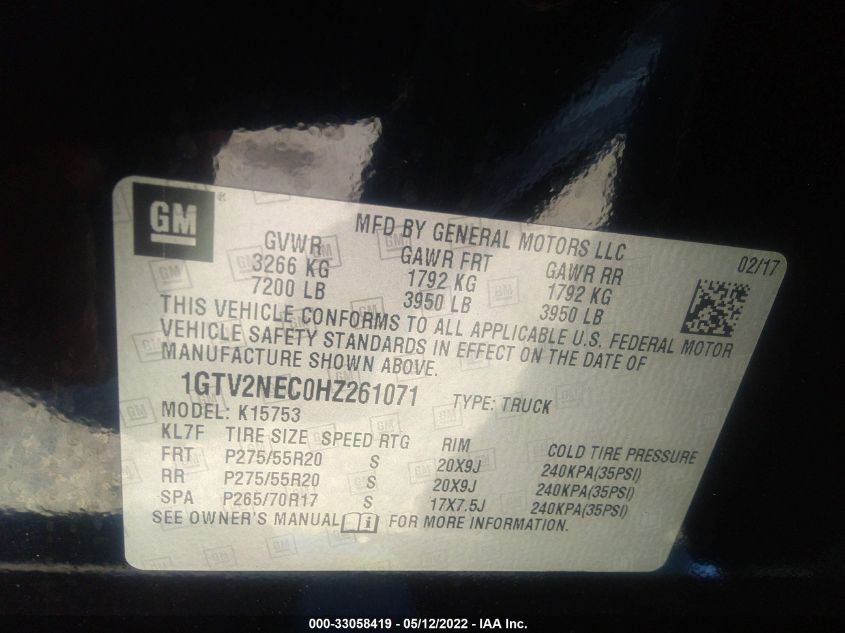 GM
MFD BY GENERAL MOTORS LLC
02/17
GVWR GAWR FRT GAWR RR
3266 KG 1792 KG 1792 KG
7200 LB 3950 LB 3950 LB
THIS VEHICLE CONFORMS TO ALL APPLICABLE U.S. FEDERAL MOTOR
VEHICLE SAFETY STANDARDS IN EFFECT ON THE DATE OF
MANUFACTURE SHOWN ABOVE.
1GTV2NEC0HZ261071 TYPE: TRUCK
MODEL: K15753
KL7F TIRE SIZE SPEED RTG RIM COLD TIRE PRESSURE
FRT P275/55R20 S 20X9J 240KPA(35PSI)
RR P275/55R20 S 20X9J 240KPA(35PSI)
SPA P265/70R17 S 17X7.5J 240KPA(35PSI)
SEE OWNER'S MANUAL FOR MORE INFORMATION.
000-33058419 - 05/12/2022 - IAA Inc.